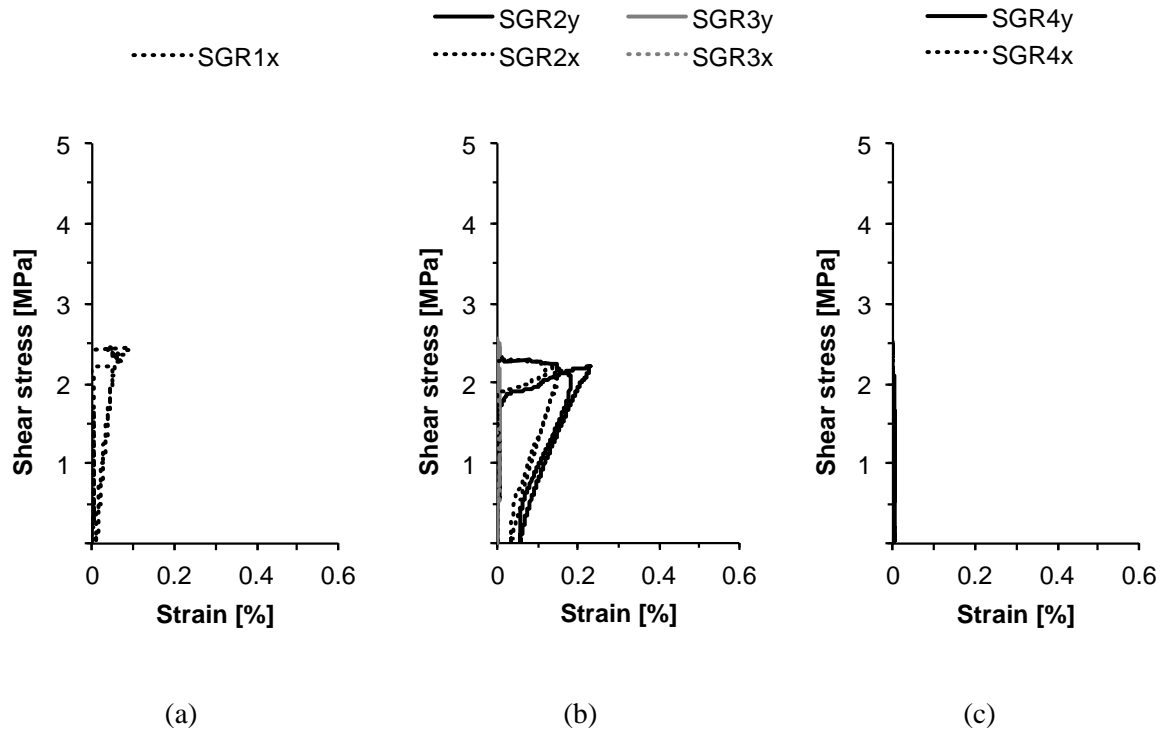 SGR1x
SGR2y SGR3y
SGR2x SGR3x
SGR4y
SGR4x
5
4
3
2
1
0 0.2 0.4 0.6
Shear stress [MPa]
Strain [%]
(a)
5
4
3
2
1
0 0.2 0.4 0.6
Shear stress [MPa]
Strain [%]
(b)
5
4
3
2
1
0 0.2 0.4 0.6
Shear stress [MPa]
Strain [%]
(c)